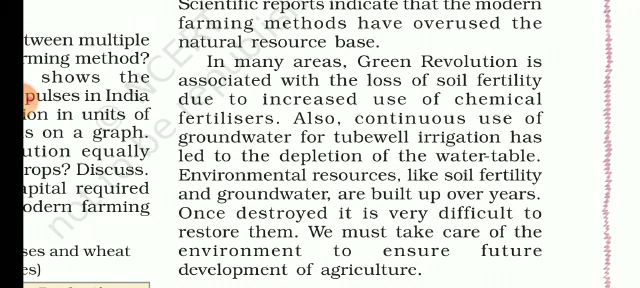 tween multiple
rming method?
shows the
pulses in India
ion in units of
s on a graph.
ution equally
rops? Discuss.
apital required
odern farming
ses and wheat
es)
Scientific reports indicate that the modern
farming methods have overused the
natural resource base.
In many areas, Green Revolution is
associated with the loss of soil fertility
due to increased use of chemical
fertilisers. Also, continuous use of
groundwater for tubewell irrigation has
led to the depletion of the water-table.
Environmental resources, like soil fertility
and groundwater, are built up over years.
Once destroyed it is very difficult to
restore them. We must take care of the
environment to ensure future
development of agriculture.